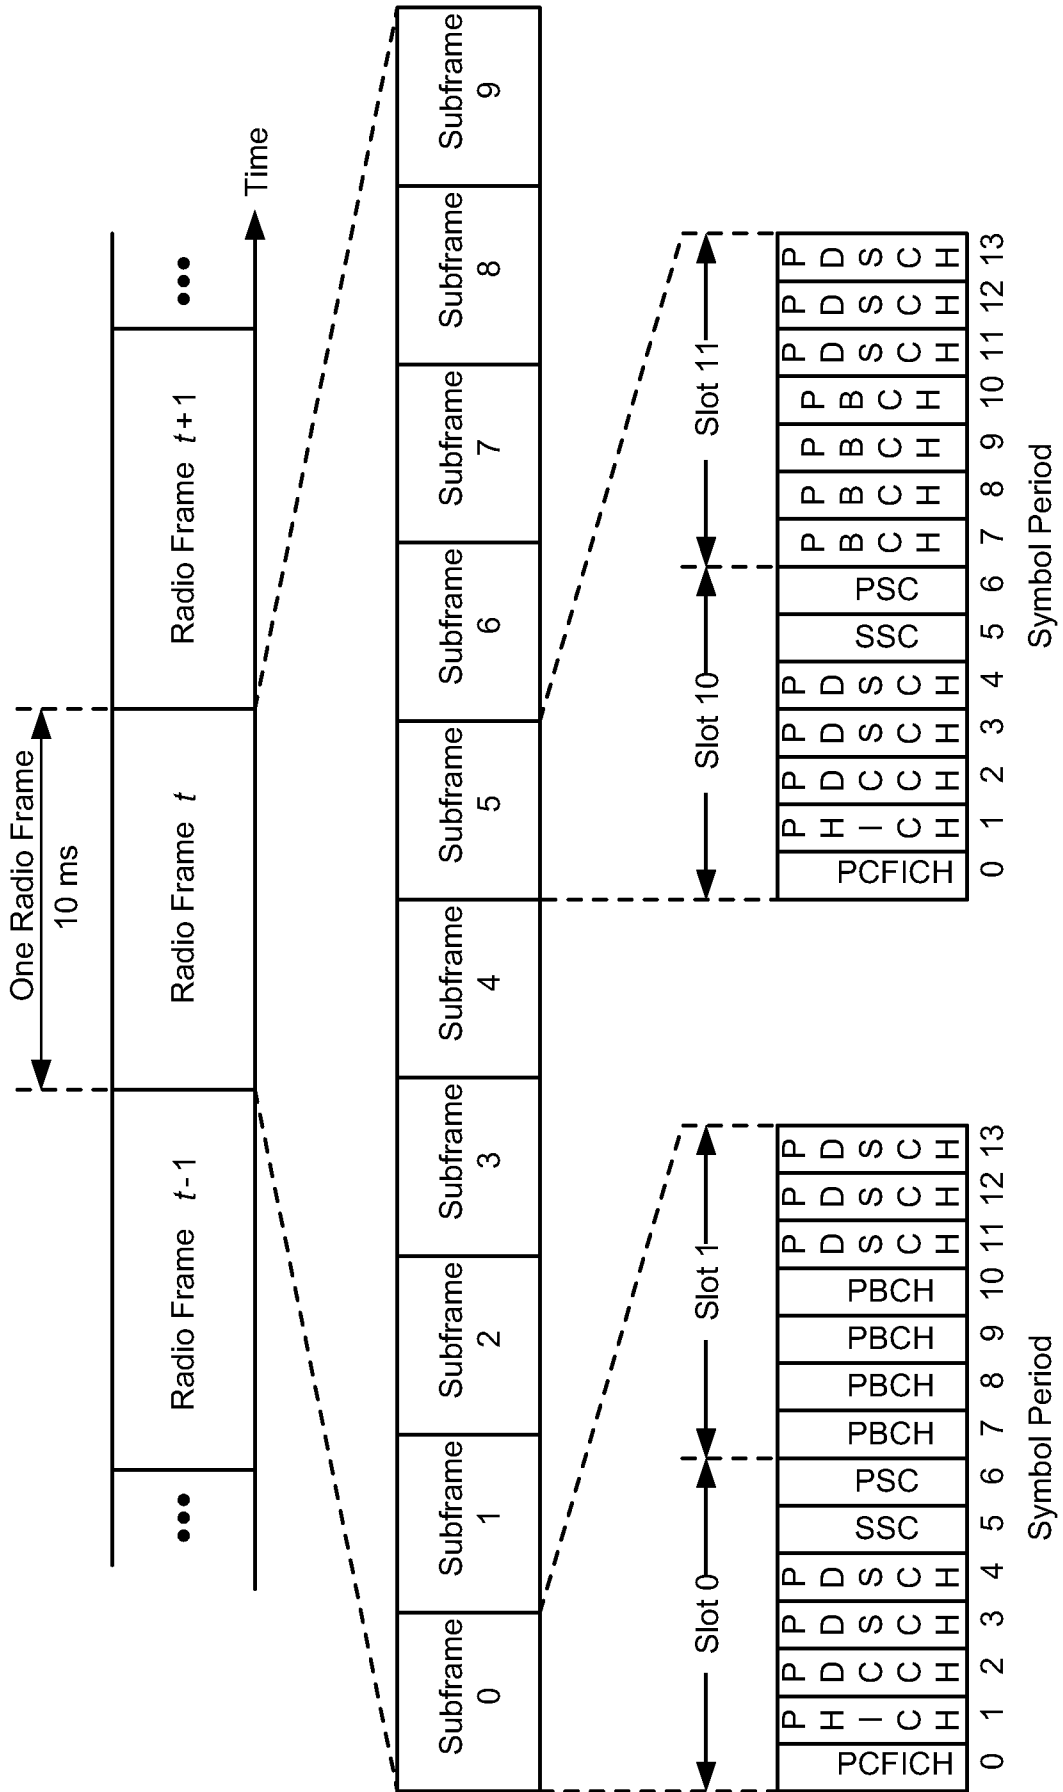 One Radio Frame
10 ms
••• Radio Frame t-1 Radio Frame t Radio Frame t+1 •••
Time
Subframe 0 Subframe 1 Subframe 2 Subframe 3 Subframe 4 Subframe 5 Subframe 6 Subframe 7 Subframe 8 Subframe 9
Slot 0 Slot 1
PCFICH PHICH PDCCH PDSCH PDSCH SSC PSC PBCH PBCH PBCH PBCH PDSCH PDSCH PDSCH
0 1 2 3 4 5 6 7 8 9 10 11 12 13
Symbol Period
Slot 10 Slot 11
PCFICH PHICH PDCCH PDSCH PDSCH SSC PSC PBCH PBCH PBCH PBCH PDSCH PDSCH PDSCH
0 1 2 3 4 5 6 7 8 9 10 11 12 13
Symbol Period